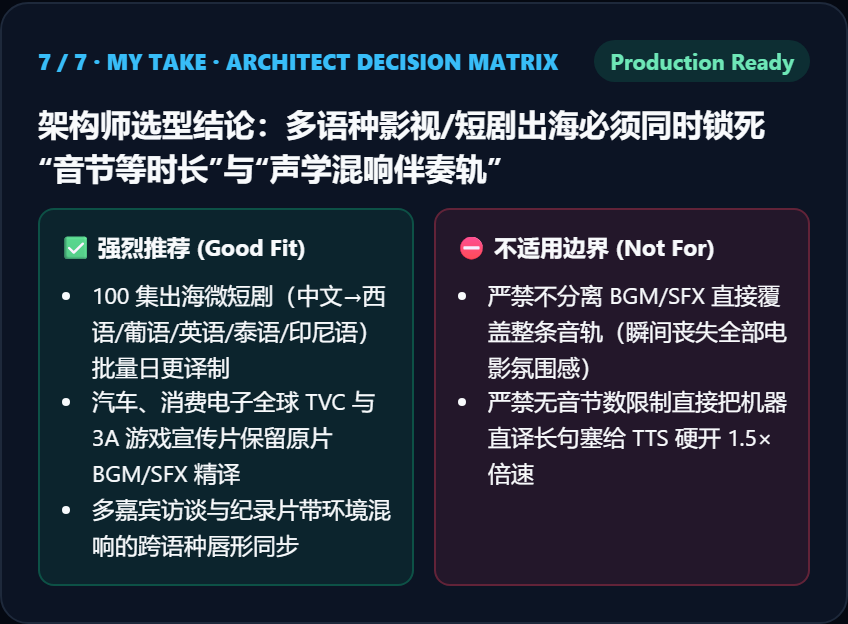 7 / 7 · MY TAKE · ARCHITECT DECISION MATRIX
Production Ready
架构师选型结论：多语种影视/短剧出海必须同时锁死
“音节等时长”与“声学混响伴奏轨”
✅ 强烈推荐 (Good Fit)
• 100 集出海微短剧（中文→西
语/葡语/英语/泰语/印尼语）
批量日更译制
• 汽车、消费电子全球 TVC 与
3A 游戏宣传片保留原片
BGM/SFX 精译
• 多嘉宾访谈与纪录片带环境混
响的跨语种唇形同步
⛔ 不适用边界 (Not For)
• 严禁不分离 BGM/SFX 直接覆
盖整条音轨（瞬间丧失全部电
影氛围感）
• 严禁无音节数限制直接把机器
直译长句塞给 TTS 硬开 1.5×
倍速